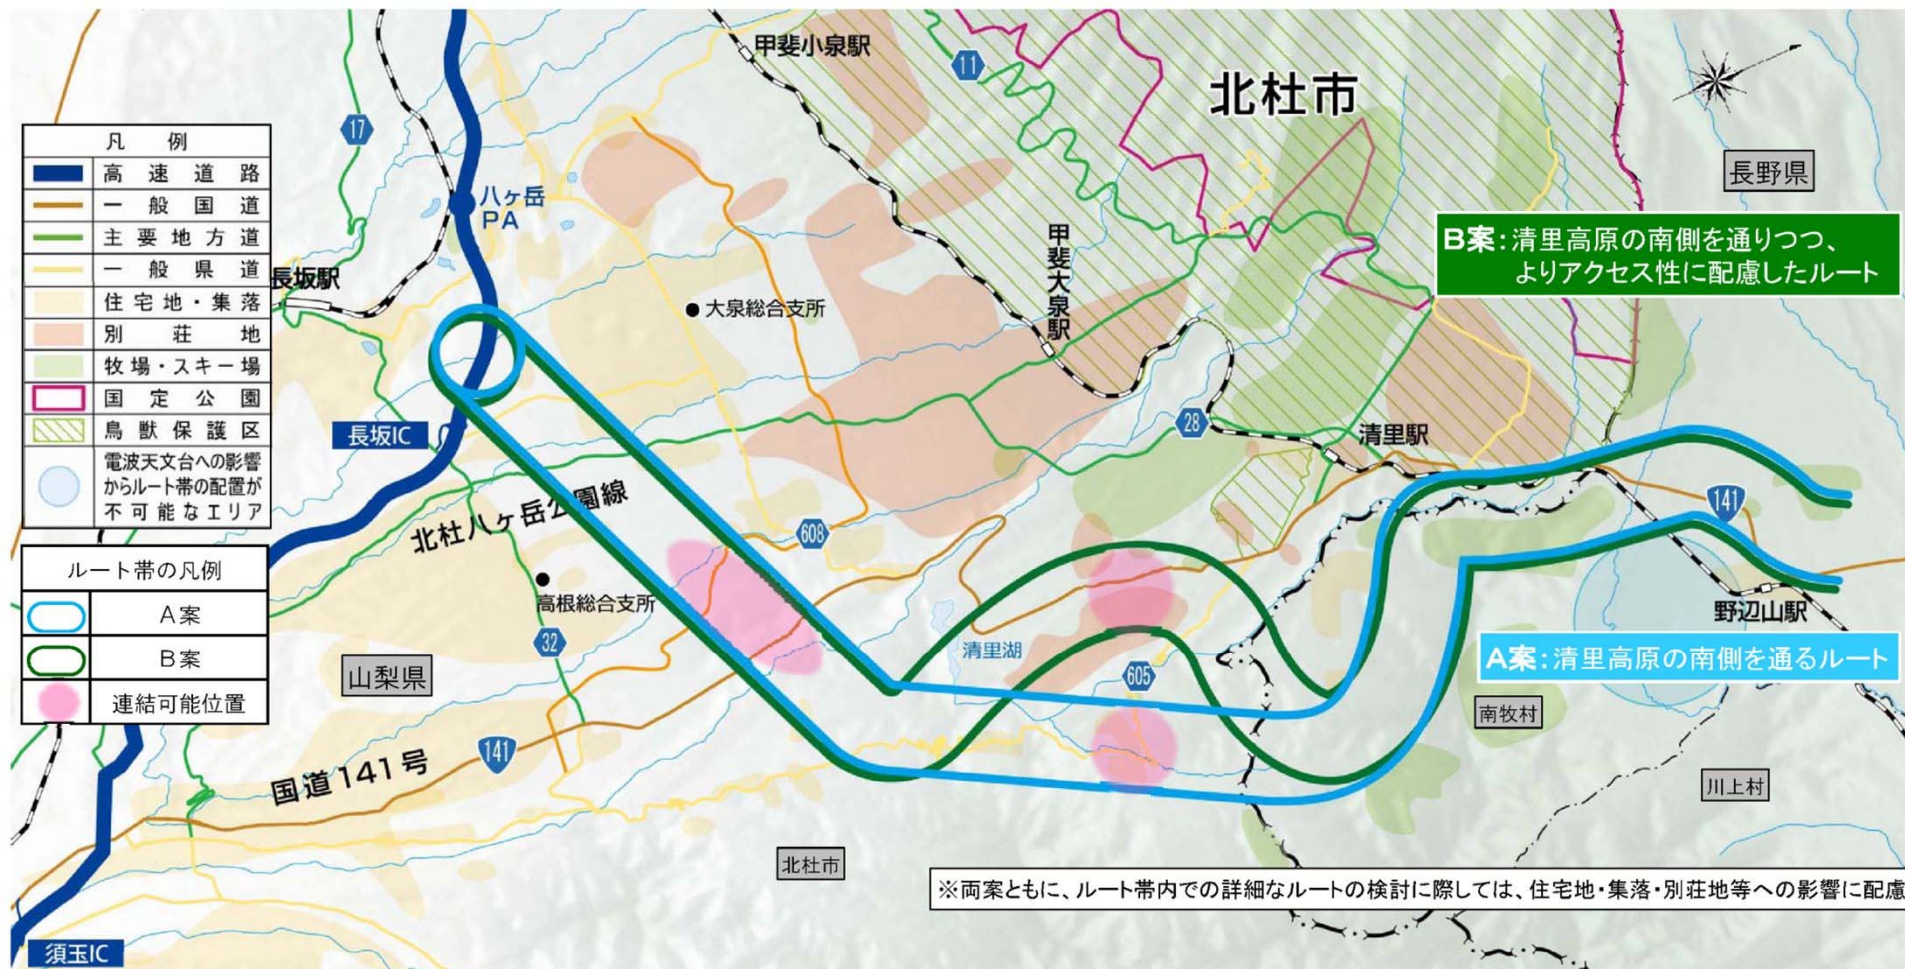 甲斐小泉駅
11
北杜市
17
凡例
高速道路
一般国道
主要地方道
一般県道
住宅地・集落
別荘地
牧場・スキー場
国定公園
鳥獣保護区
電波天文台への影響
からルート帯の配置が
不可能なエリア
八ヶ岳
PA
長野県
長坂駅
大泉総合支所
甲斐大泉駅
B案：清里高原の南側を通りつつ、
よりアクセス性に配慮したルート
長坂IC
28
清里駅
北杜八ヶ岳公園線
608
141
ルート帯の凡例
A案
B案
連結可能位置
高根総合支所
32
清里湖
605
野辺山駅
A案：清里高原の南側を通るルート
山梨県
南牧村
国道141号
141
川上村
北杜市
※両案ともに、ルート帯内での詳細なルートの検討に際しては、住宅地・集落・別荘地等への影響に配慮
須玉IC